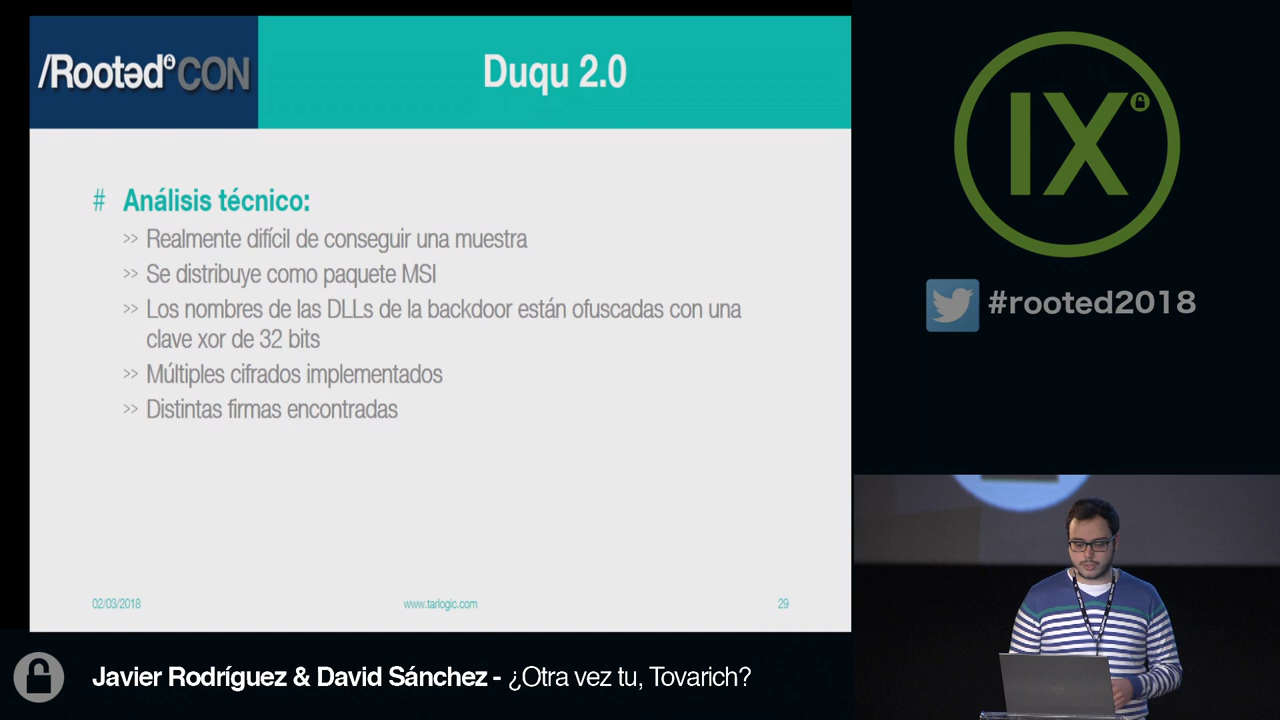 /Rootəd CON
Duqu 2.0
# Análisis técnico:
>> Realmente difícil de conseguir una muestra
>> Se distribuye como paquete MSI
>> Los nombres de las DLLs de la backdoor están ofuscadas con una
clave xor de 32 bits
>> Múltiples cifrados implementados
>> Distintas firmas encontradas
02/03/2018
www.tarlogic.com
29
IX
#rooted2018
Javier Rodríguez & David Sánchez - ¿Otra vez tu, Tovarich?